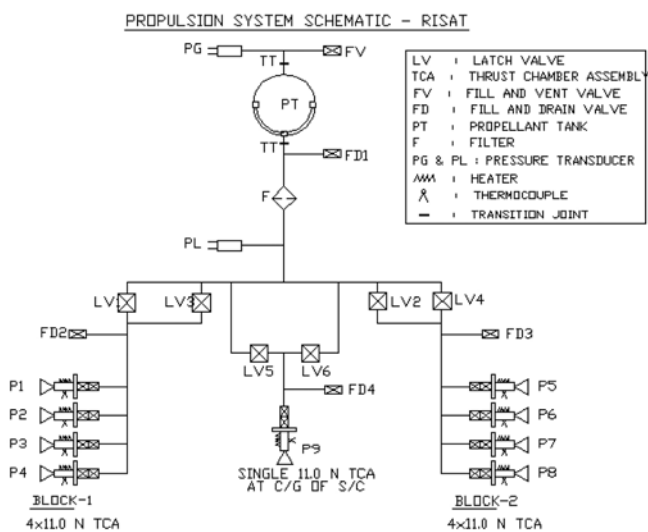 PROPULSION SYSTEM SCHEMATIC - RISAT
PG
FV
TT
PT
TT
FD1
F
PL
LV : LATCH VALVE
TCA : THRUST CHAMBER ASSEMBLY
FV : FILL AND VENT VALVE
FD : FILL AND DRAIN VALVE
PT : PROPELLANT TANK
F : FILTER
PG & PL : PRESSURE TRANSDUCER
: HEATER
: THERMOCOUPLE
: TRANSITION JOINT
LV
LV3
LV2
LV4
FD2
LV5
LV6
FD3
FD4
P1
P2
P3
P4
P5
P6
P7
P8
P9
SINGLE 11.0 N TCA
AT C/G OF S/C
BLOCK-1
4x11.0 N TCA
BLOCK-2
4x11.0 N TCA